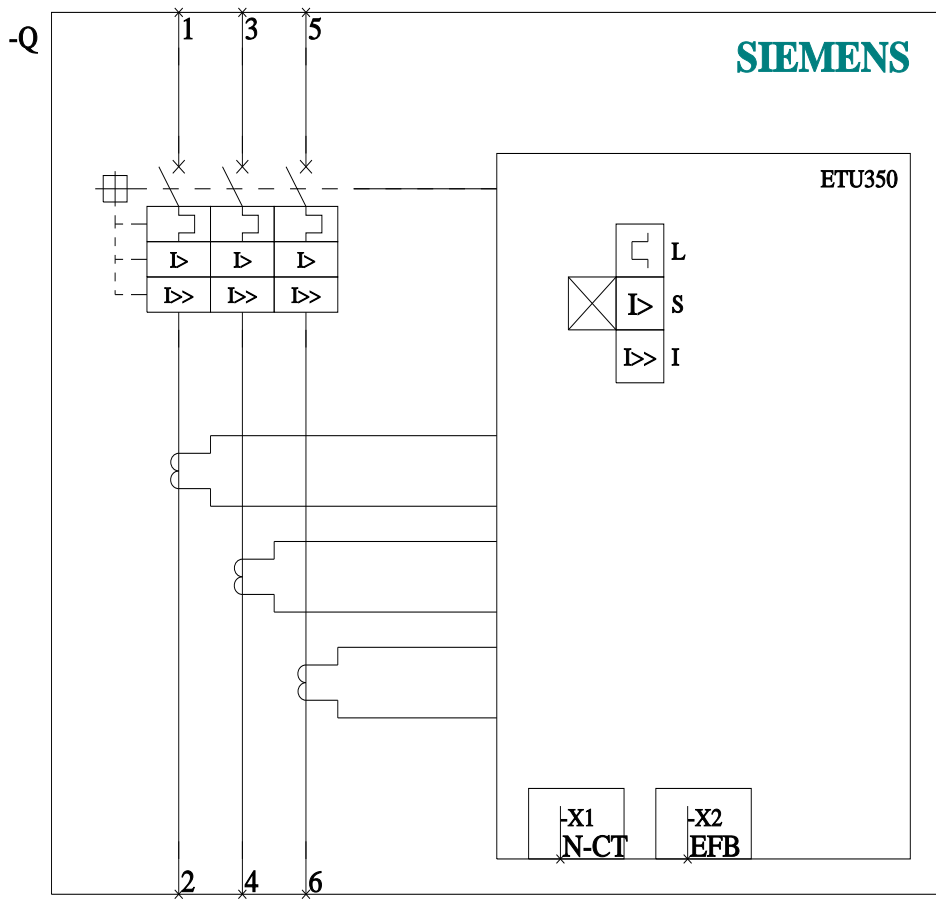 1 3 5
-Q
SIEMENS
ETU350
L
I> I> I>
I>> I>> I>>
I> S
I>> I
-X1 -X2
N-CT EFB
2 4 6